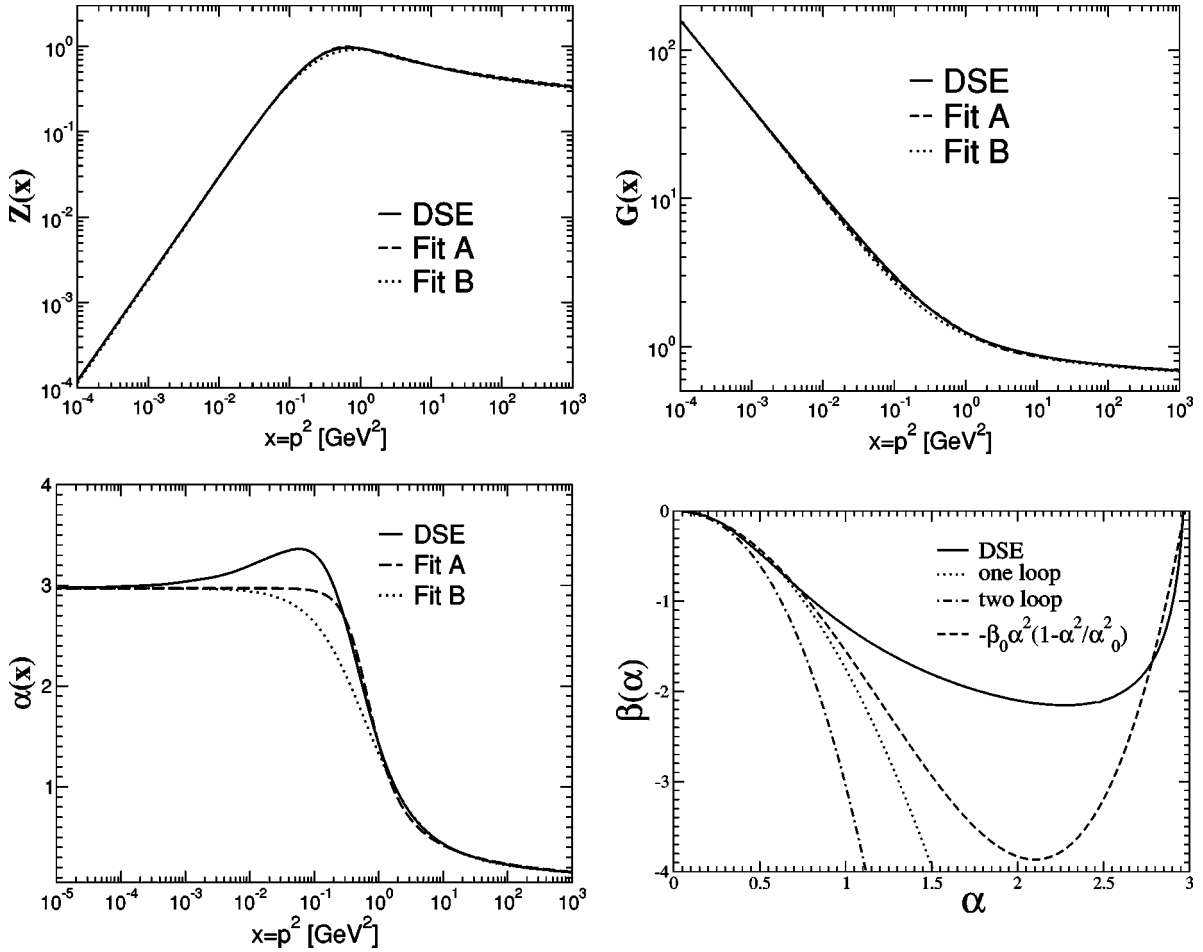 10^0
10^-1
Z(x)
10^-2
10^-3
10^-4
DSE
Fit A
Fit B
10^-4 10^-3 10^-2 10^-1 10^0 10^1 10^2 10^3
x=p^2 [GeV^2]
10^2
10^1
G(x)
10^0
DSE
Fit A
Fit B
10^-4 10^-3 10^-2 10^-1 10^0 10^1 10^2 10^3
x=p^2 [GeV^2]
4
3
α(x)
2
1
DSE
Fit A
Fit B
10^-5 10^-4 10^-3 10^-2 10^-1 10^0 10^1 10^2 10^3
x=p^2 [GeV^2]
0
-1
β(α)
-2
-3
-4
DSE
one loop
two loop
-β_0α^2(1-α^2/α^2_0)
0 0.5 1 1.5 2 2.5 3
α